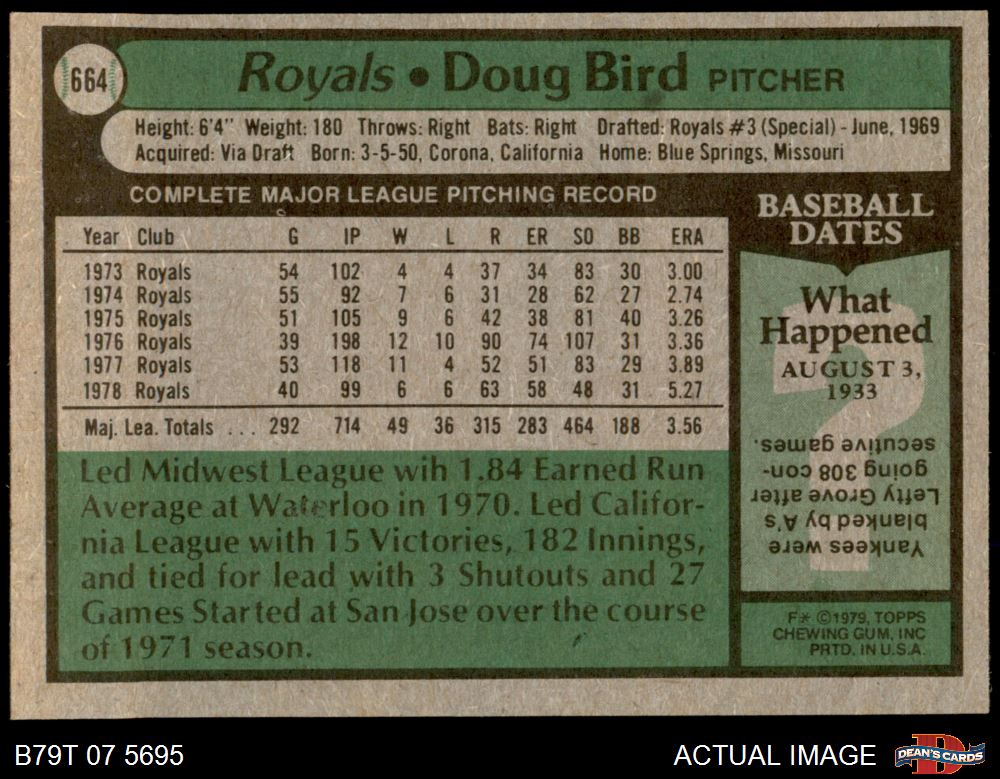 664
Royals • Doug Bird PITCHER
Height: 6'4" Weight: 180 Throws: Right Bats: Right Drafted: Royals #3 (Special) - June, 1969
Acquired: Via Draft Born: 3-5-50, Corona, California Home: Blue Springs, Missouri
COMPLETE MAJOR LEAGUE PITCHING RECORD
Year Club G IP W L R ER SO BB ERA
1973 Royals 54 102 4 4 37 34 83 30 3.00
1974 Royals 55 92 7 6 31 28 62 27 2.74
1975 Royals 51 105 9 6 42 38 81 40 3.26
1976 Royals 39 198 12 10 90 74 107 31 3.36
1977 Royals 53 118 11 4 52 51 83 29 3.89
1978 Royals 40 99 6 6 63 58 48 31 5.27
Maj. Lea. Totals ... 292 714 49 36 315 283 464 188 3.56
Led Midwest League wih 1.84 Earned Run
Average at Waterloo in 1970. Led Califor-
nia League with 15 Victories, 182 Innings,
and tied for lead with 3 Shutouts and 27
Games Started at San Jose over the course
of 1971 season.
BASEBALL
DATES
What
Happened
AUGUST 3,
1933
Yankees were
blanked by A's
Lefty Grove after
going 308 con-
secutive games.
F* ©1979, TOPPS
CHEWING GUM, INC
PRTD. IN U.S.A.
B79T 07 5695
ACTUAL IMAGE
D
DEAN'S CARDS